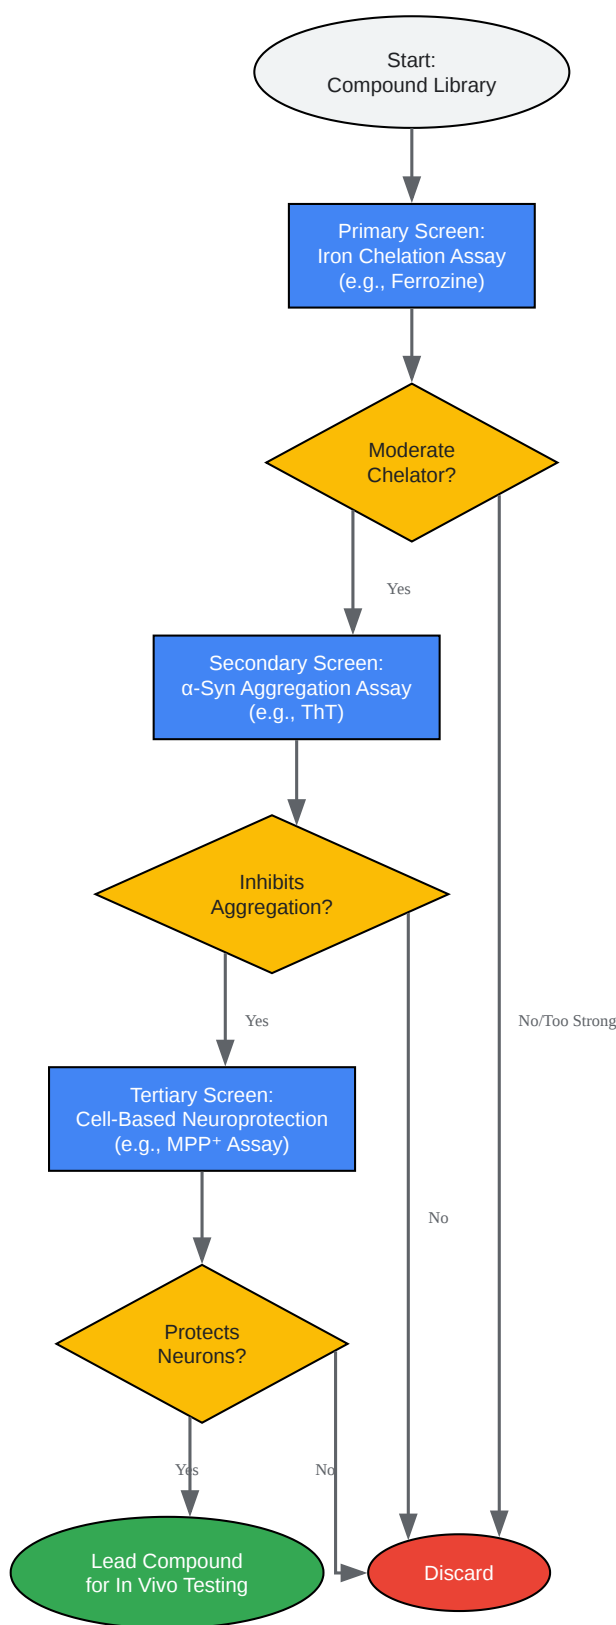 Start:
Compound Library
Primary Screen:
Iron Chelation Assay
(e.g., Ferrozine)
Moderate
Chelator?
Yes
Secondary Screen:
α-Syn Aggregation Assay
(e.g., ThT)
Inhibits
Aggregation?
Yes
No/Too Strong
Tertiary Screen:
Cell-Based Neuroprotection
(e.g., MPP⁺ Assay)
No
Protects
Neurons?
Yes
No
Lead Compound
for In Vivo Testing
Discard